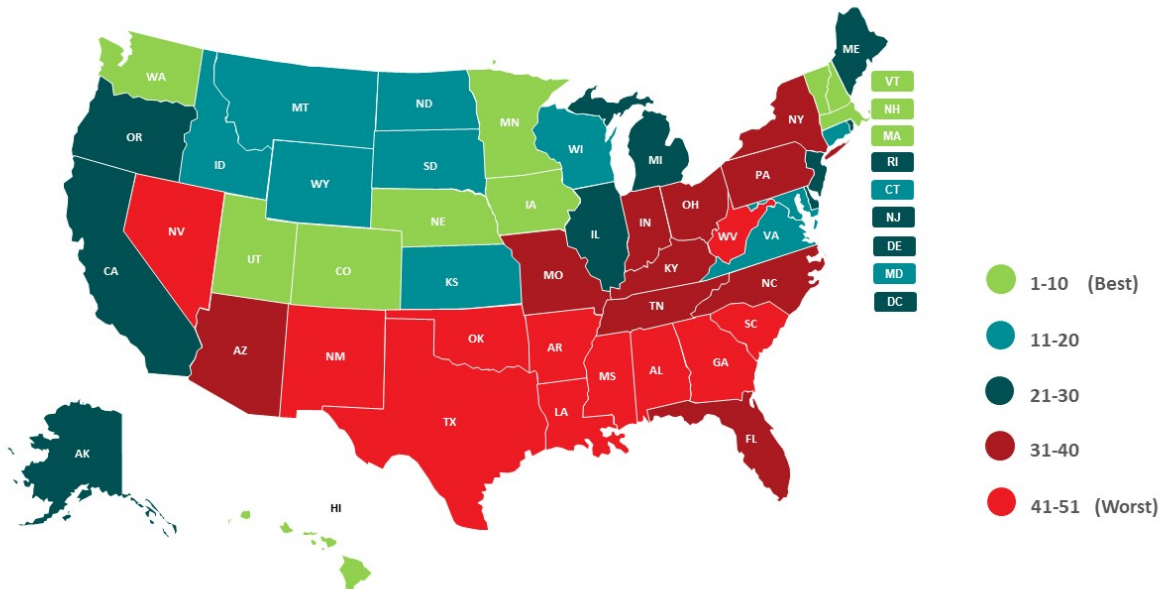 ME
WA
VT
MT
ND
NH
MN
NY
OR
MA
ID
SD
WI
MI
RI
WY
PA
CT
IA
NE
OH
NJ
IN
IL
NV
WV
VA
DE
UT
CO
CA
MO
KY
MD
KS
NC
DC
TN
SC
OK
AR
AZ
NM
GA
MS
AL
LA
TX
FL
AK
HI
1-10 (Best)
11-20
21-30
31-40
41-51 (Worst)